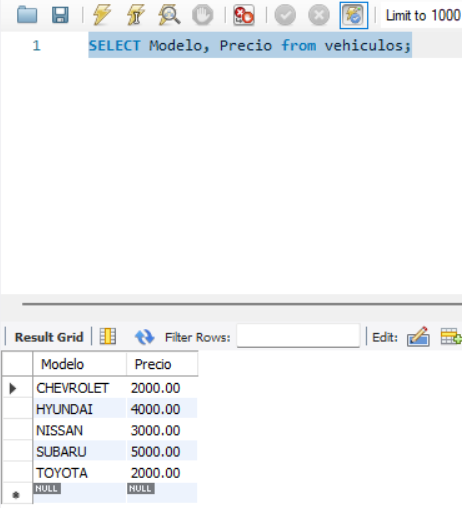 Limit to 1000
1 SELECT Modelo, Precio from vehiculos;
Result Grid Filter Rows: Edit:
Modelo Precio
CHEVROLET 2000.00
HYUNDAI 4000.00
NISSAN 3000.00
SUBARU 5000.00
TOYOTA 2000.00
NULL NULL